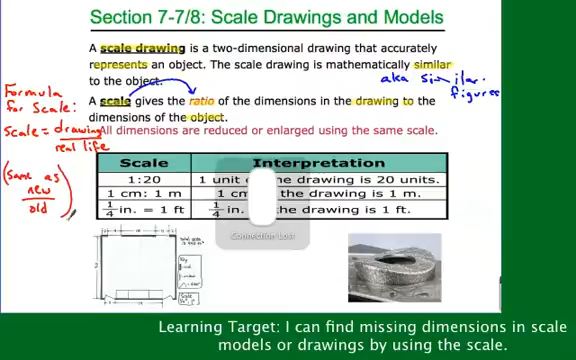 Section 7-7/8: Scale Drawings and Models
A scale drawing is a two-dimensional drawing that accurately
represents an object. The scale drawing is mathematically similar
to the object.
aka similar
figures
A scale gives the ratio of the dimensions in the drawing to the
dimensions of the object.
All dimensions are reduced or enlarged using the same scale.
Formula
for Scale:
Scale = drawing
real life
(same as
new
old)
Scale Interpretation
1:20 1 unit the drawing is 20 units.
1 cm: 1 m 1 cm the drawing is 1 m.
1/4 in. = 1 ft 1/4 in. the drawing is 1 ft.
Connection Lost
Key
Scale
Learning Target: I can find missing dimensions in scale
models or drawings by using the scale.